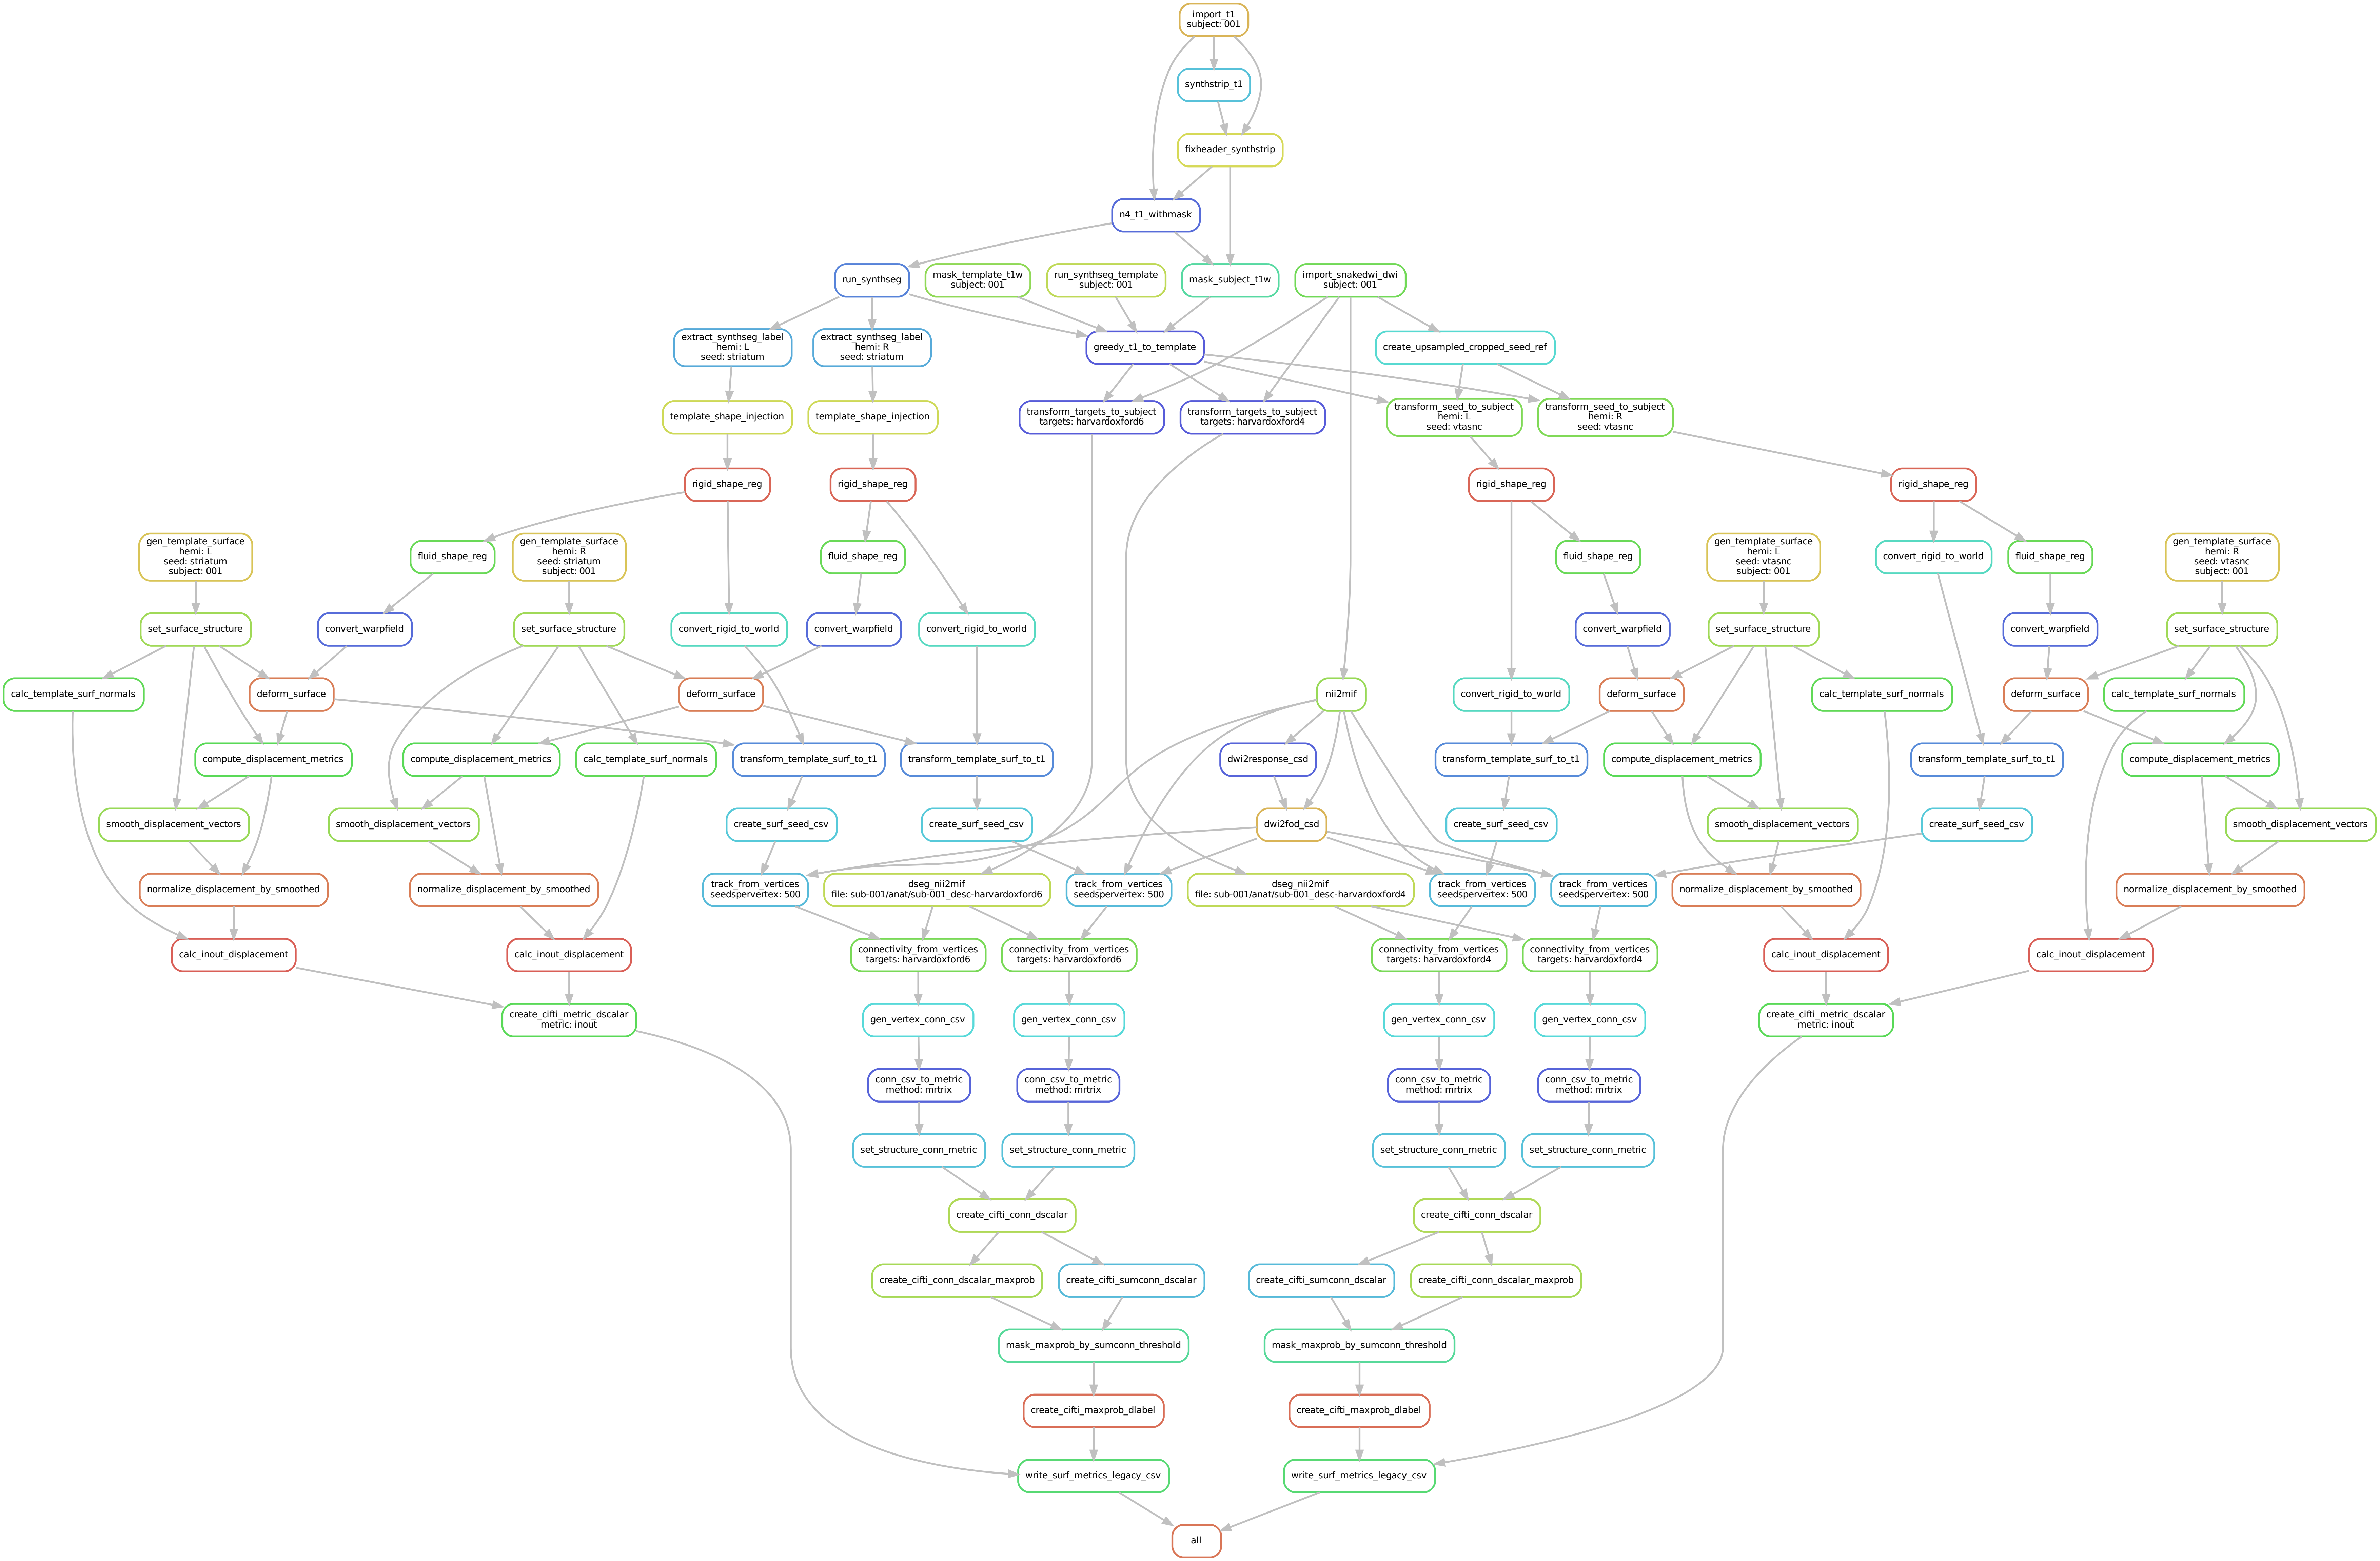 import_t1
subject: 001
synthstrip_t1
fixheader_synthstrip
n4_t1_withmask
run_synthseg
mask_template_t1w
subject: 001
run_synthseg_template
subject: 001
mask_subject_t1w
import_snakedwi_dwi
subject: 001
extract_synthseg_label
hemi: L
seed: striatum
extract_synthseg_label
hemi: R
seed: striatum
greedy_t1_to_template
create_upsampled_cropped_seed_ref
template_shape_injection
template_shape_injection
transform_targets_to_subject
targets: harvardoxford6
transform_targets_to_subject
targets: harvardoxford4
transform_seed_to_subject
hemi: L
seed: vtasnc
transform_seed_to_subject
hemi: R
seed: vtasnc
rigid_shape_reg
rigid_shape_reg
rigid_shape_reg
rigid_shape_reg
gen_template_surface
hemi: L
seed: striatum
subject: 001
fluid_shape_reg
gen_template_surface
hemi: R
seed: striatum
subject: 001
fluid_shape_reg
fluid_shape_reg
gen_template_surface
hemi: L
seed: vtasnc
subject: 001
convert_rigid_to_world
fluid_shape_reg
gen_template_surface
hemi: R
seed: vtasnc
subject: 001
set_surface_structure
convert_warpfield
set_surface_structure
convert_rigid_to_world
convert_warpfield
convert_rigid_to_world
convert_warpfield
set_surface_structure
convert_warpfield
set_surface_structure
calc_template_surf_normals
deform_surface
deform_surface
nii2mif
convert_rigid_to_world
deform_surface
calc_template_surf_normals
deform_surface
calc_template_surf_normals
compute_displacement_metrics
compute_displacement_metrics
calc_template_surf_normals
transform_template_surf_to_t1
transform_template_surf_to_t1
dwi2response_csd
transform_template_surf_to_t1
compute_displacement_metrics
transform_template_surf_to_t1
compute_displacement_metrics
smooth_displacement_vectors
smooth_displacement_vectors
create_surf_seed_csv
create_surf_seed_csv
dwi2fod_csd
create_surf_seed_csv
smooth_displacement_vectors
create_surf_seed_csv
smooth_displacement_vectors
normalize_displacement_by_smoothed
normalize_displacement_by_smoothed
track_from_vertices
seedspervertex: 500
dseg_nii2mif
file: sub-001/anat/sub-001_desc-harvardoxford6
track_from_vertices
seedspervertex: 500
dseg_nii2mif
file: sub-001/anat/sub-001_desc-harvardoxford4
track_from_vertices
seedspervertex: 500
track_from_vertices
seedspervertex: 500
normalize_displacement_by_smoothed
normalize_displacement_by_smoothed
calc_inout_displacement
calc_inout_displacement
connectivity_from_vertices
targets: harvardoxford6
connectivity_from_vertices
targets: harvardoxford6
connectivity_from_vertices
targets: harvardoxford4
connectivity_from_vertices
targets: harvardoxford4
calc_inout_displacement
calc_inout_displacement
create_cifti_metric_dscalar
metric: inout
gen_vertex_conn_csv
gen_vertex_conn_csv
gen_vertex_conn_csv
gen_vertex_conn_csv
create_cifti_metric_dscalar
metric: inout
conn_csv_to_metric
method: mrtrix
conn_csv_to_metric
method: mrtrix
conn_csv_to_metric
method: mrtrix
conn_csv_to_metric
method: mrtrix
set_structure_conn_metric
set_structure_conn_metric
set_structure_conn_metric
set_structure_conn_metric
create_cifti_conn_dscalar
create_cifti_conn_dscalar
create_cifti_conn_dscalar_maxprob
create_cifti_sumconn_dscalar
create_cifti_sumconn_dscalar
create_cifti_conn_dscalar_maxprob
mask_maxprob_by_sumconn_threshold
mask_maxprob_by_sumconn_threshold
create_cifti_maxprob_dlabel
create_cifti_maxprob_dlabel
write_surf_metrics_legacy_csv
write_surf_metrics_legacy_csv
all